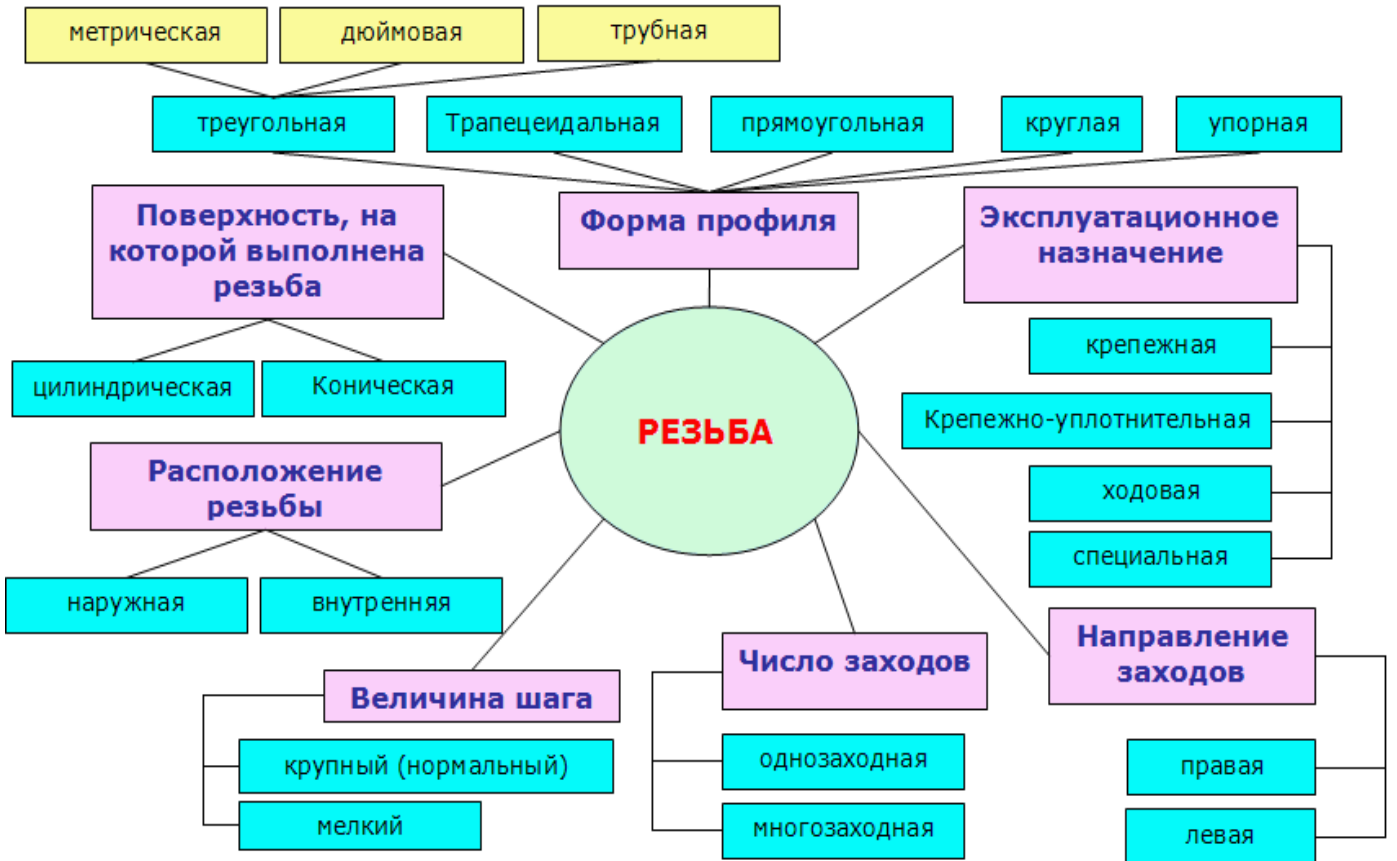 метрическая
дюймовая
трубная
треугольная
Трапецеидальная
прямоугольная
круглая
упорная
Поверхность, на
которой выполнена
резьба
Форма профиля
Эксплуатационное
назначение
крепежная
цилиндрическая
Коническая
Крепежно-уплотнительная
РЕЗЬБА
Расположение
резьбы
ходовая
специальная
наружная
внутренняя
Величина шага
Число заходов
Направление
заходов
крупный (нормальный)
мелкий
однозаходная
многозаходная
правая
левая